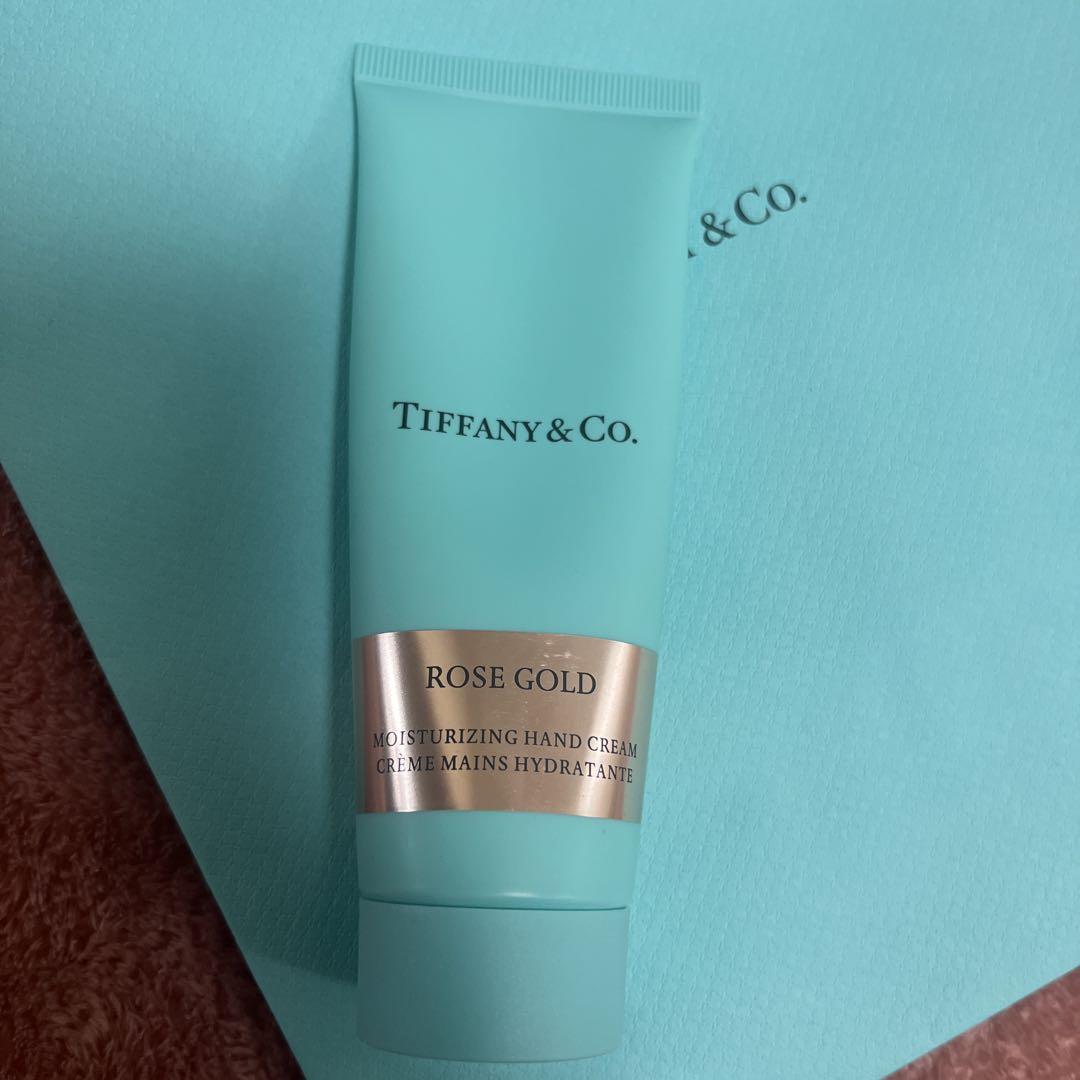 & Co.
TIFFANY & Co.
ROSE GOLD
MOISTURIZING HAND CREAM
CRÈME MAINS HYDRATANTE